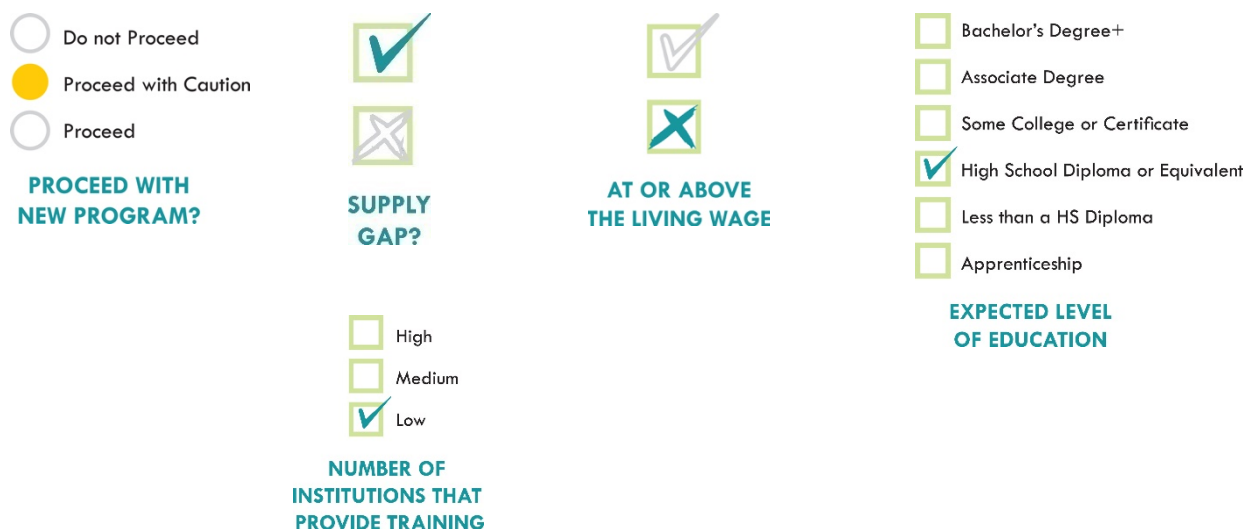 Do not Proceed
Proceed with Caution
Proceed
PROCEED WITH
NEW PROGRAM?
SUPPLY
GAP?
AT OR ABOVE
THE LIVING WAGE
Bachelor's Degree+
Associate Degree
Some College or Certificate
High School Diploma or Equivalent
Less than a HS Diploma
Apprenticeship
EXPECTED LEVEL
OF EDUCATION
High
Medium
Low
NUMBER OF
INSTITUTIONS THAT
PROVIDE TRAINING